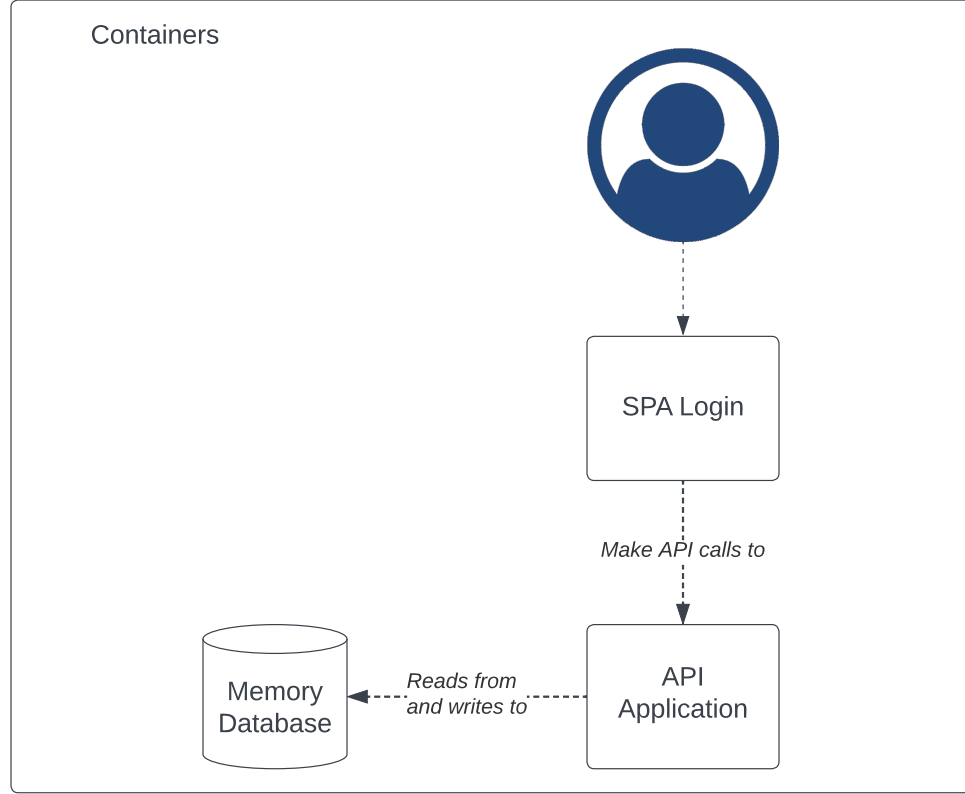 Containers
SPA Login
Make API calls to
API
Application
Reads from
and writes to
Memory
Database